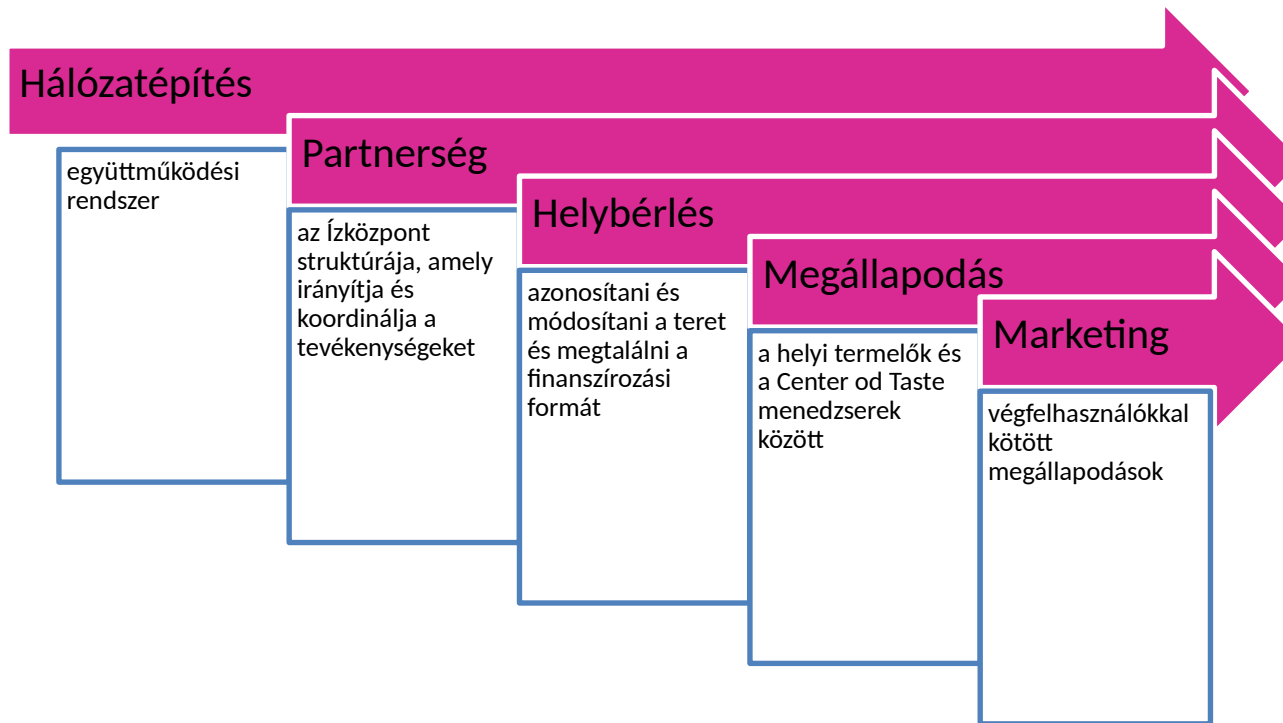 Hálózatépítés
együttműködési
rendszer
Partnerség
az Ízközpont
struktúrája, amely
irányítja és
koordinálja a
tevékenységeket
Helybérlés
azonosítani és
módosítani a teret
és megtalálni a
finanszírozási
formát
Megállapodás
a helyi termelők és
a Center od Taste
menedzserek
között
Marketing
végfelhasználókkal
kötött
megállapodások